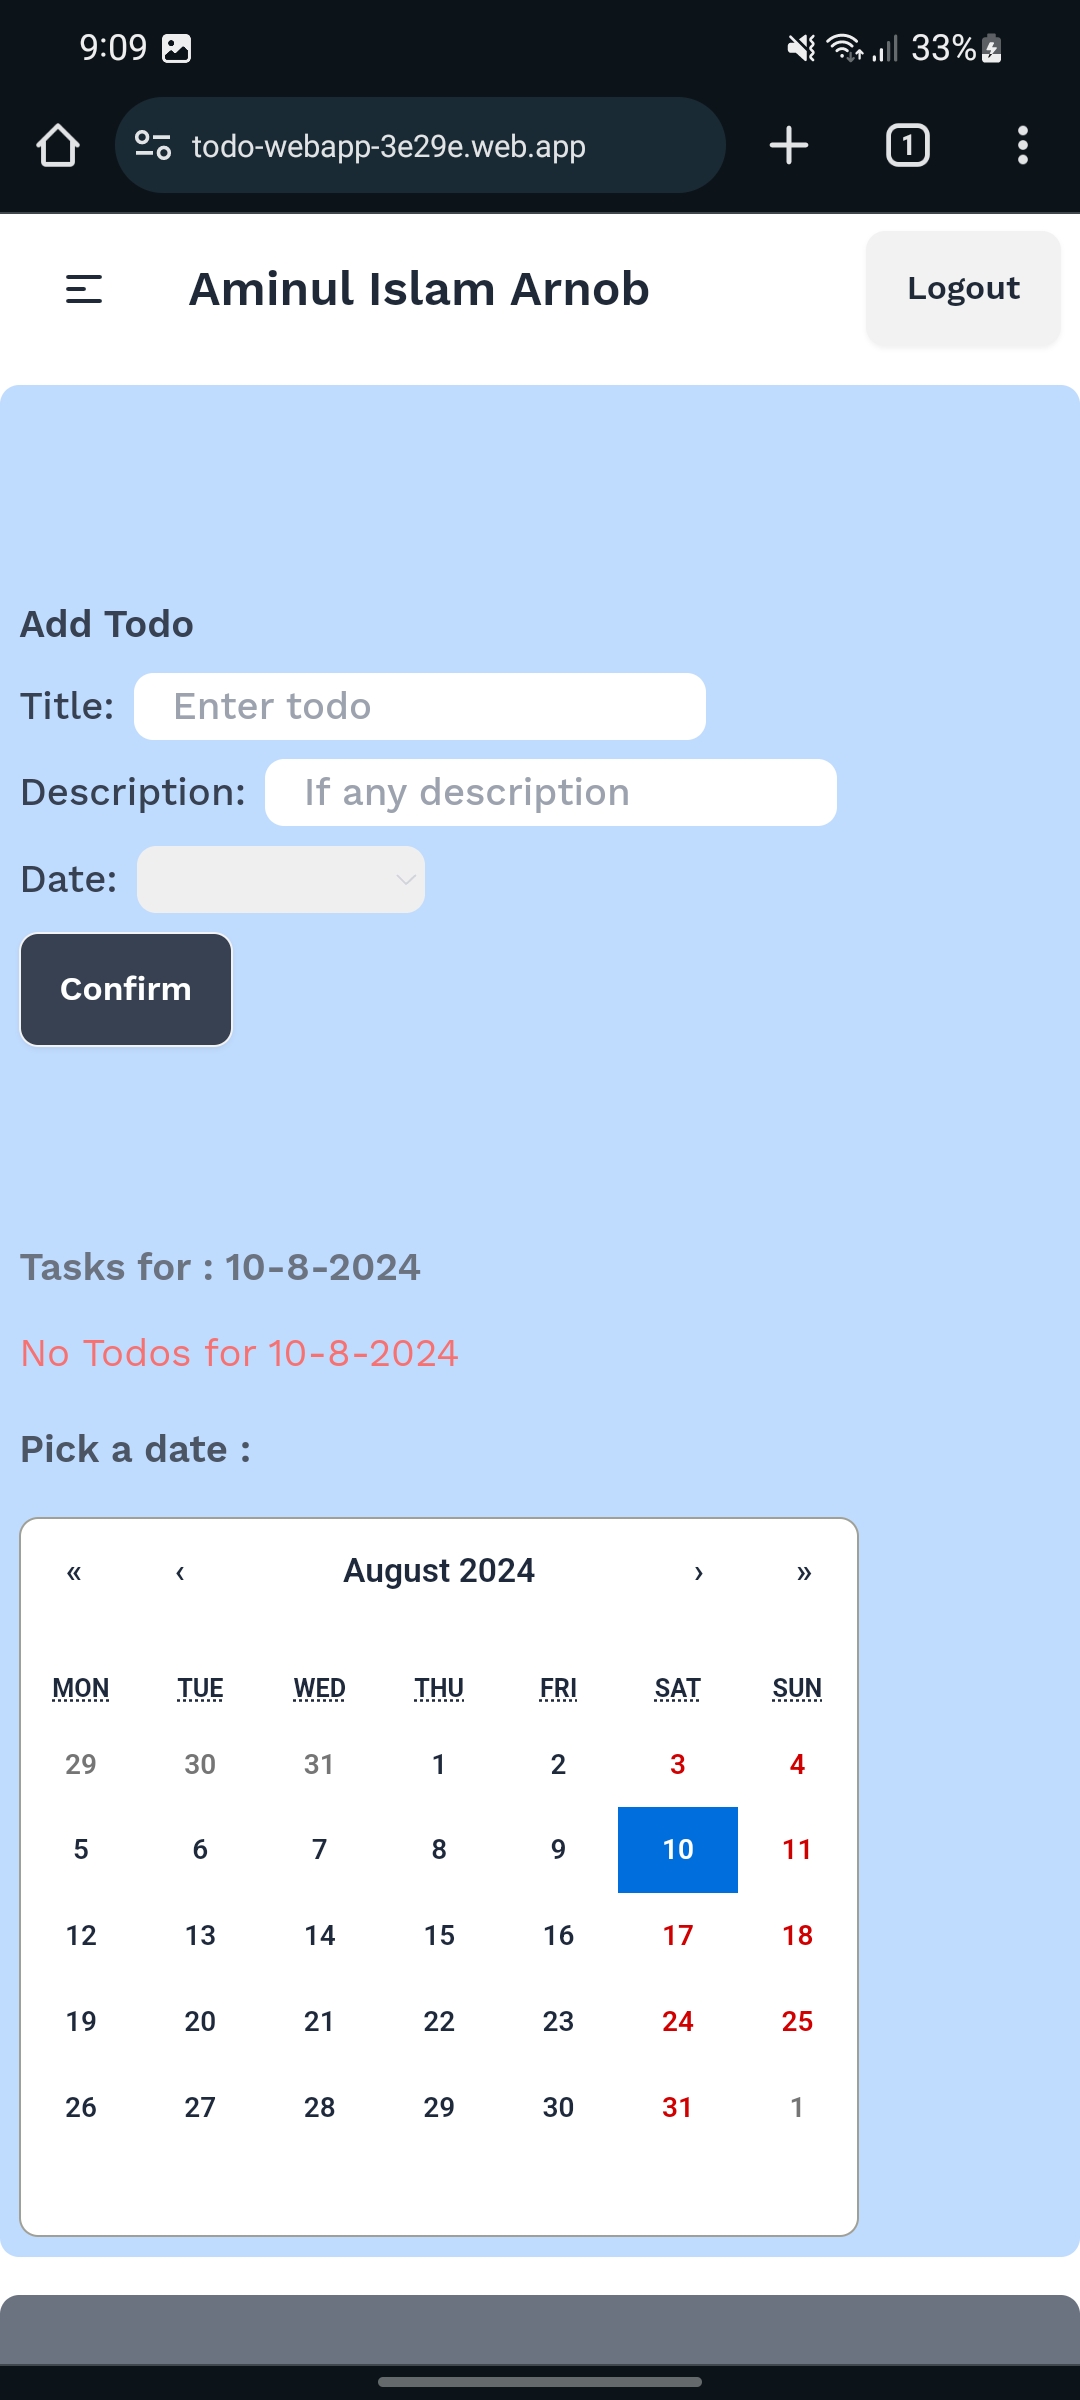 9:09
33%
todo-webapp-3e29e.web.app
1
Aminul Islam Arnob
Logout
Add Todo
Title: Enter todo
Description: If any description
Date:
Confirm
Tasks for : 10-8-2024
No Todos for 10-8-2024
Pick a date :
« ‹ August 2024 › »
MON TUE WED THU FRI SAT SUN
29 30 31 1 2 3 4
5 6 7 8 9 10 11
12 13 14 15 16 17 18
19 20 21 22 23 24 25
26 27 28 29 30 31 1